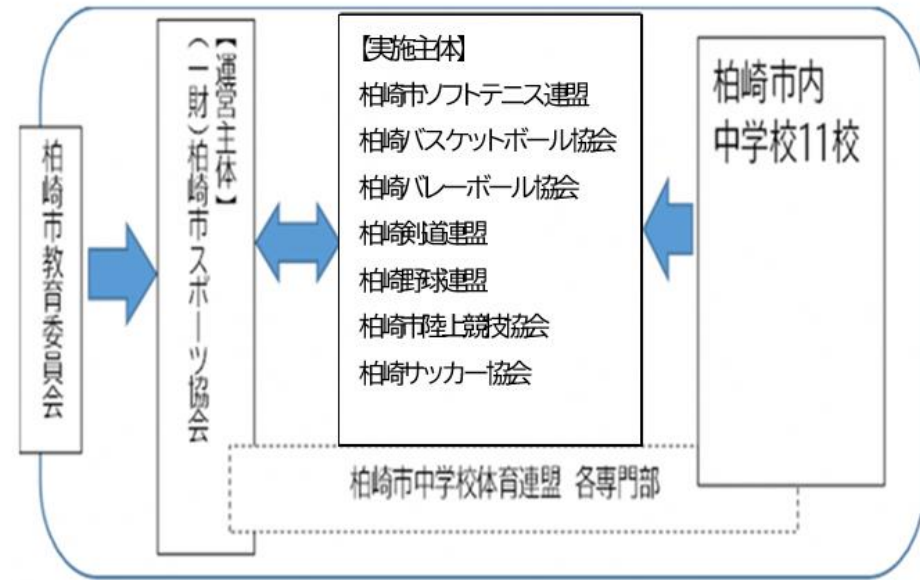 柏崎市教育委員会
【運営主体】
（一財）柏崎市スポーツ協会
【実施主体】
柏崎市ソフトテニス連盟
柏崎バスケットボール協会
柏崎バレーボール協会
柏崎剣道連盟
柏崎野球連盟
柏崎市陸上競技協会
柏崎サッカー協会
柏崎市内
中学校11校
柏崎市中学校体育連盟 各専門部